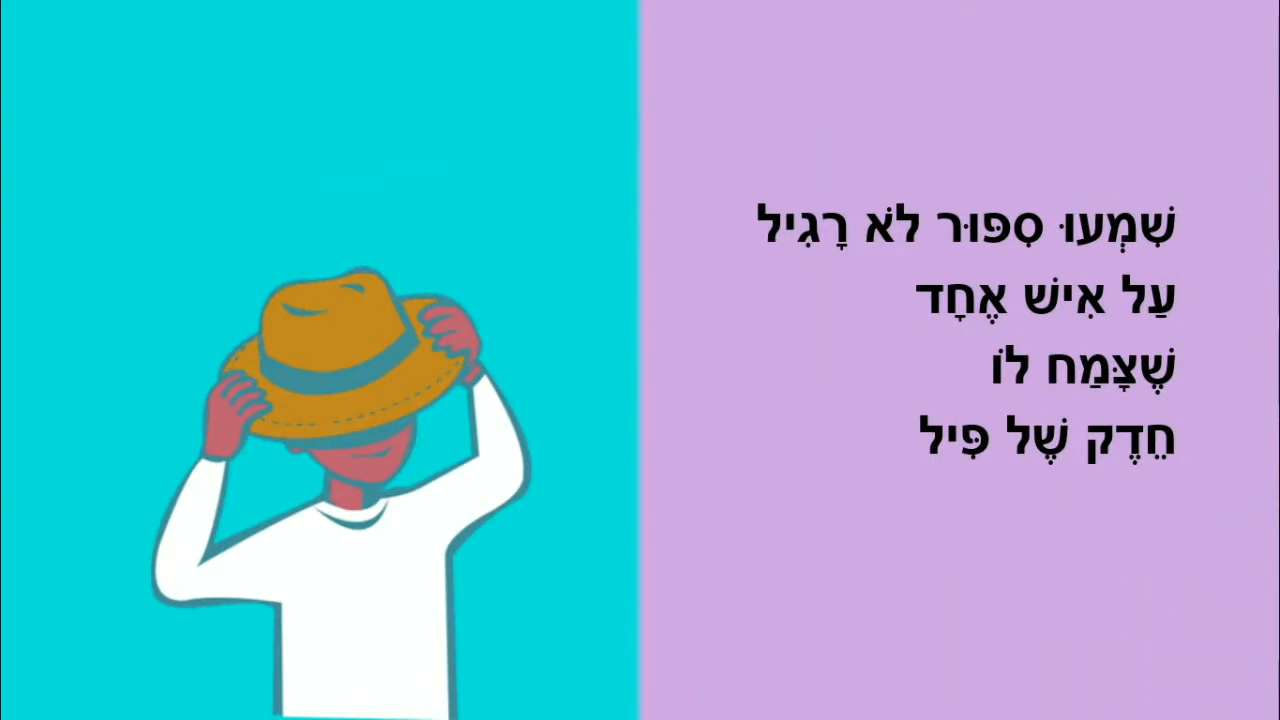 שִׁמְעוּ סִפּוּר לֹא רָגִיל
עַל אִישׁ אֶחָד
שֶׁצָּמַח לוֹ
חֵדֶק שֶׁל פִּיל